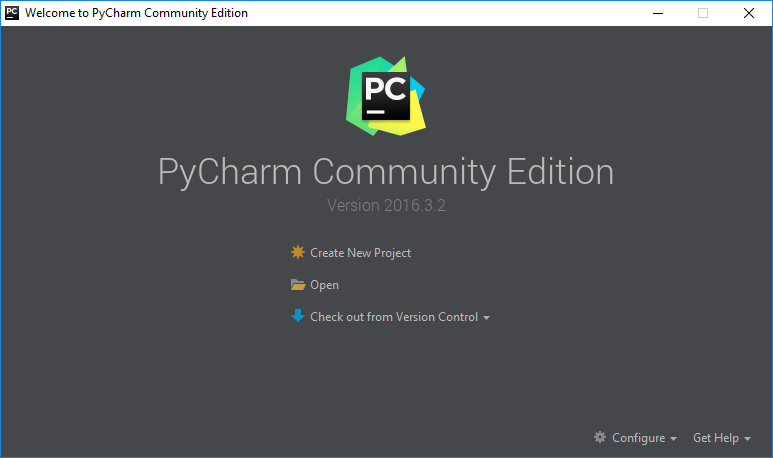 PC Welcome to PyCharm Community Edition
PC
PyCharm Community Edition
Version 2016.3.2
Create New Project
Open
Check out from Version Control
Configure Get Help